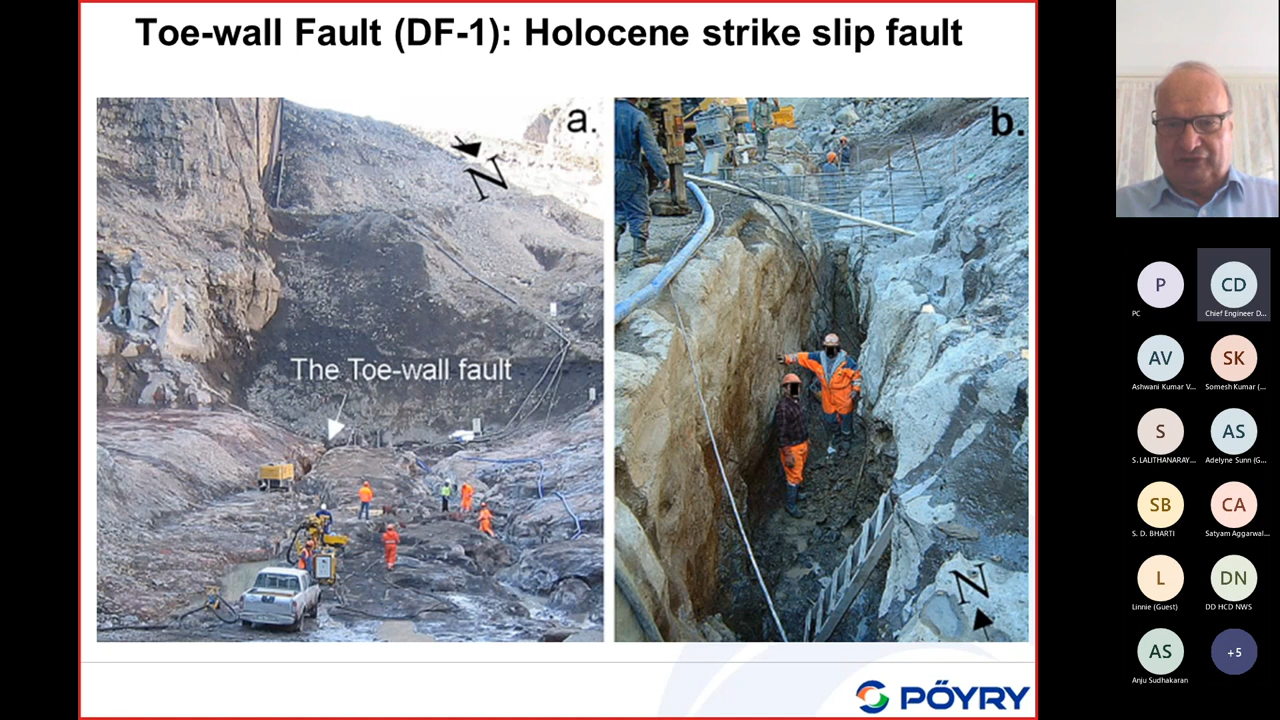 Toe-wall Fault (DF-1): Holocene strike slip fault
a.
N
The Toe-wall fault
b.
N
PÖYRY
P
PC
CD
Chief Engineer D...
AV
Ashwani Kumar V...
SK
Somesh Kumar (...
S
S. LALITHANARAY...
AS
Adelyne Sunn (G...
SB
S. D. BHARTI
CA
Satyam Aggarwal...
L
Linnie (Guest)
DN
DD HCD NWS
AS
Anju Sudhakaran
+5